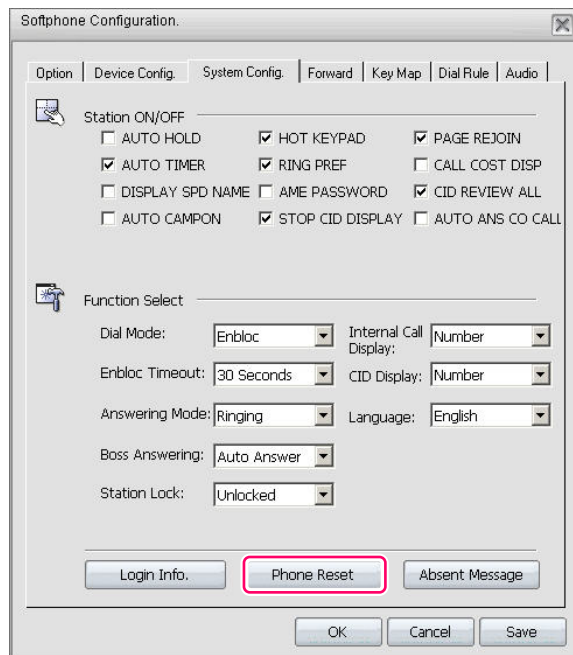 Softphone Configuration.
Option Device Config. System Config. Forward Key Map Dial Rule Audio
Station ON/OFF
AUTO HOLD HOT KEYPAD PAGE REJOIN
AUTO TIMER RING PREF CALL COST DISP
DISPLAY SPD NAME AME PASSWORD CID REVIEW ALL
AUTO CAMPON STOP CID DISPLAY AUTO ANS CO CALL
Function Select
Dial Mode: Enbloc Internal Call Display: Number
Enbloc Timeout: 30 Seconds CID Display: Number
Answering Mode: Ringing Language: English
Boss Answering: Auto Answer
Station Lock: Unlocked
Login Info. Phone Reset Absent Message
OK Cancel Save